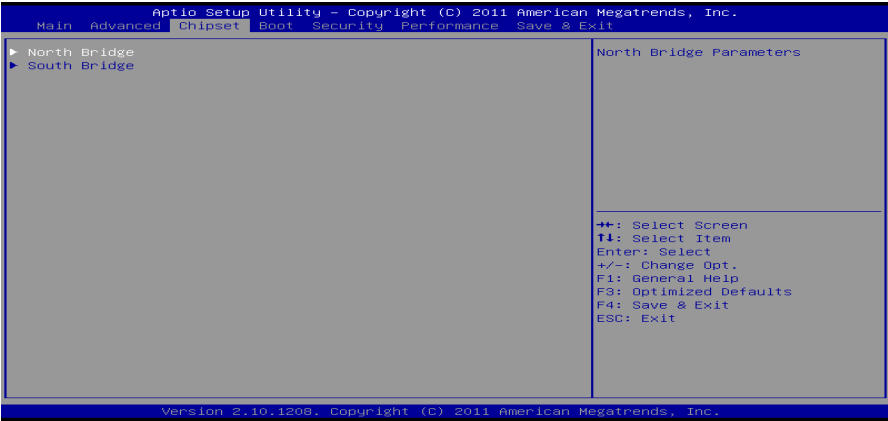 Aptio Setup Utility – Copyright (C) 2011 American Megatrends, Inc.
Main Advanced Chipset Boot Security Performance Save & Exit
► North Bridge
► South Bridge
North Bridge Parameters
→←: Select Screen
↑↓: Select Item
Enter: Select
+/-: Change Opt.
F1: General Help
F3: Optimized Defaults
F4: Save & Exit
ESC: Exit
Version 2.10.1208. Copyright (C) 2011 American Megatrends, Inc.